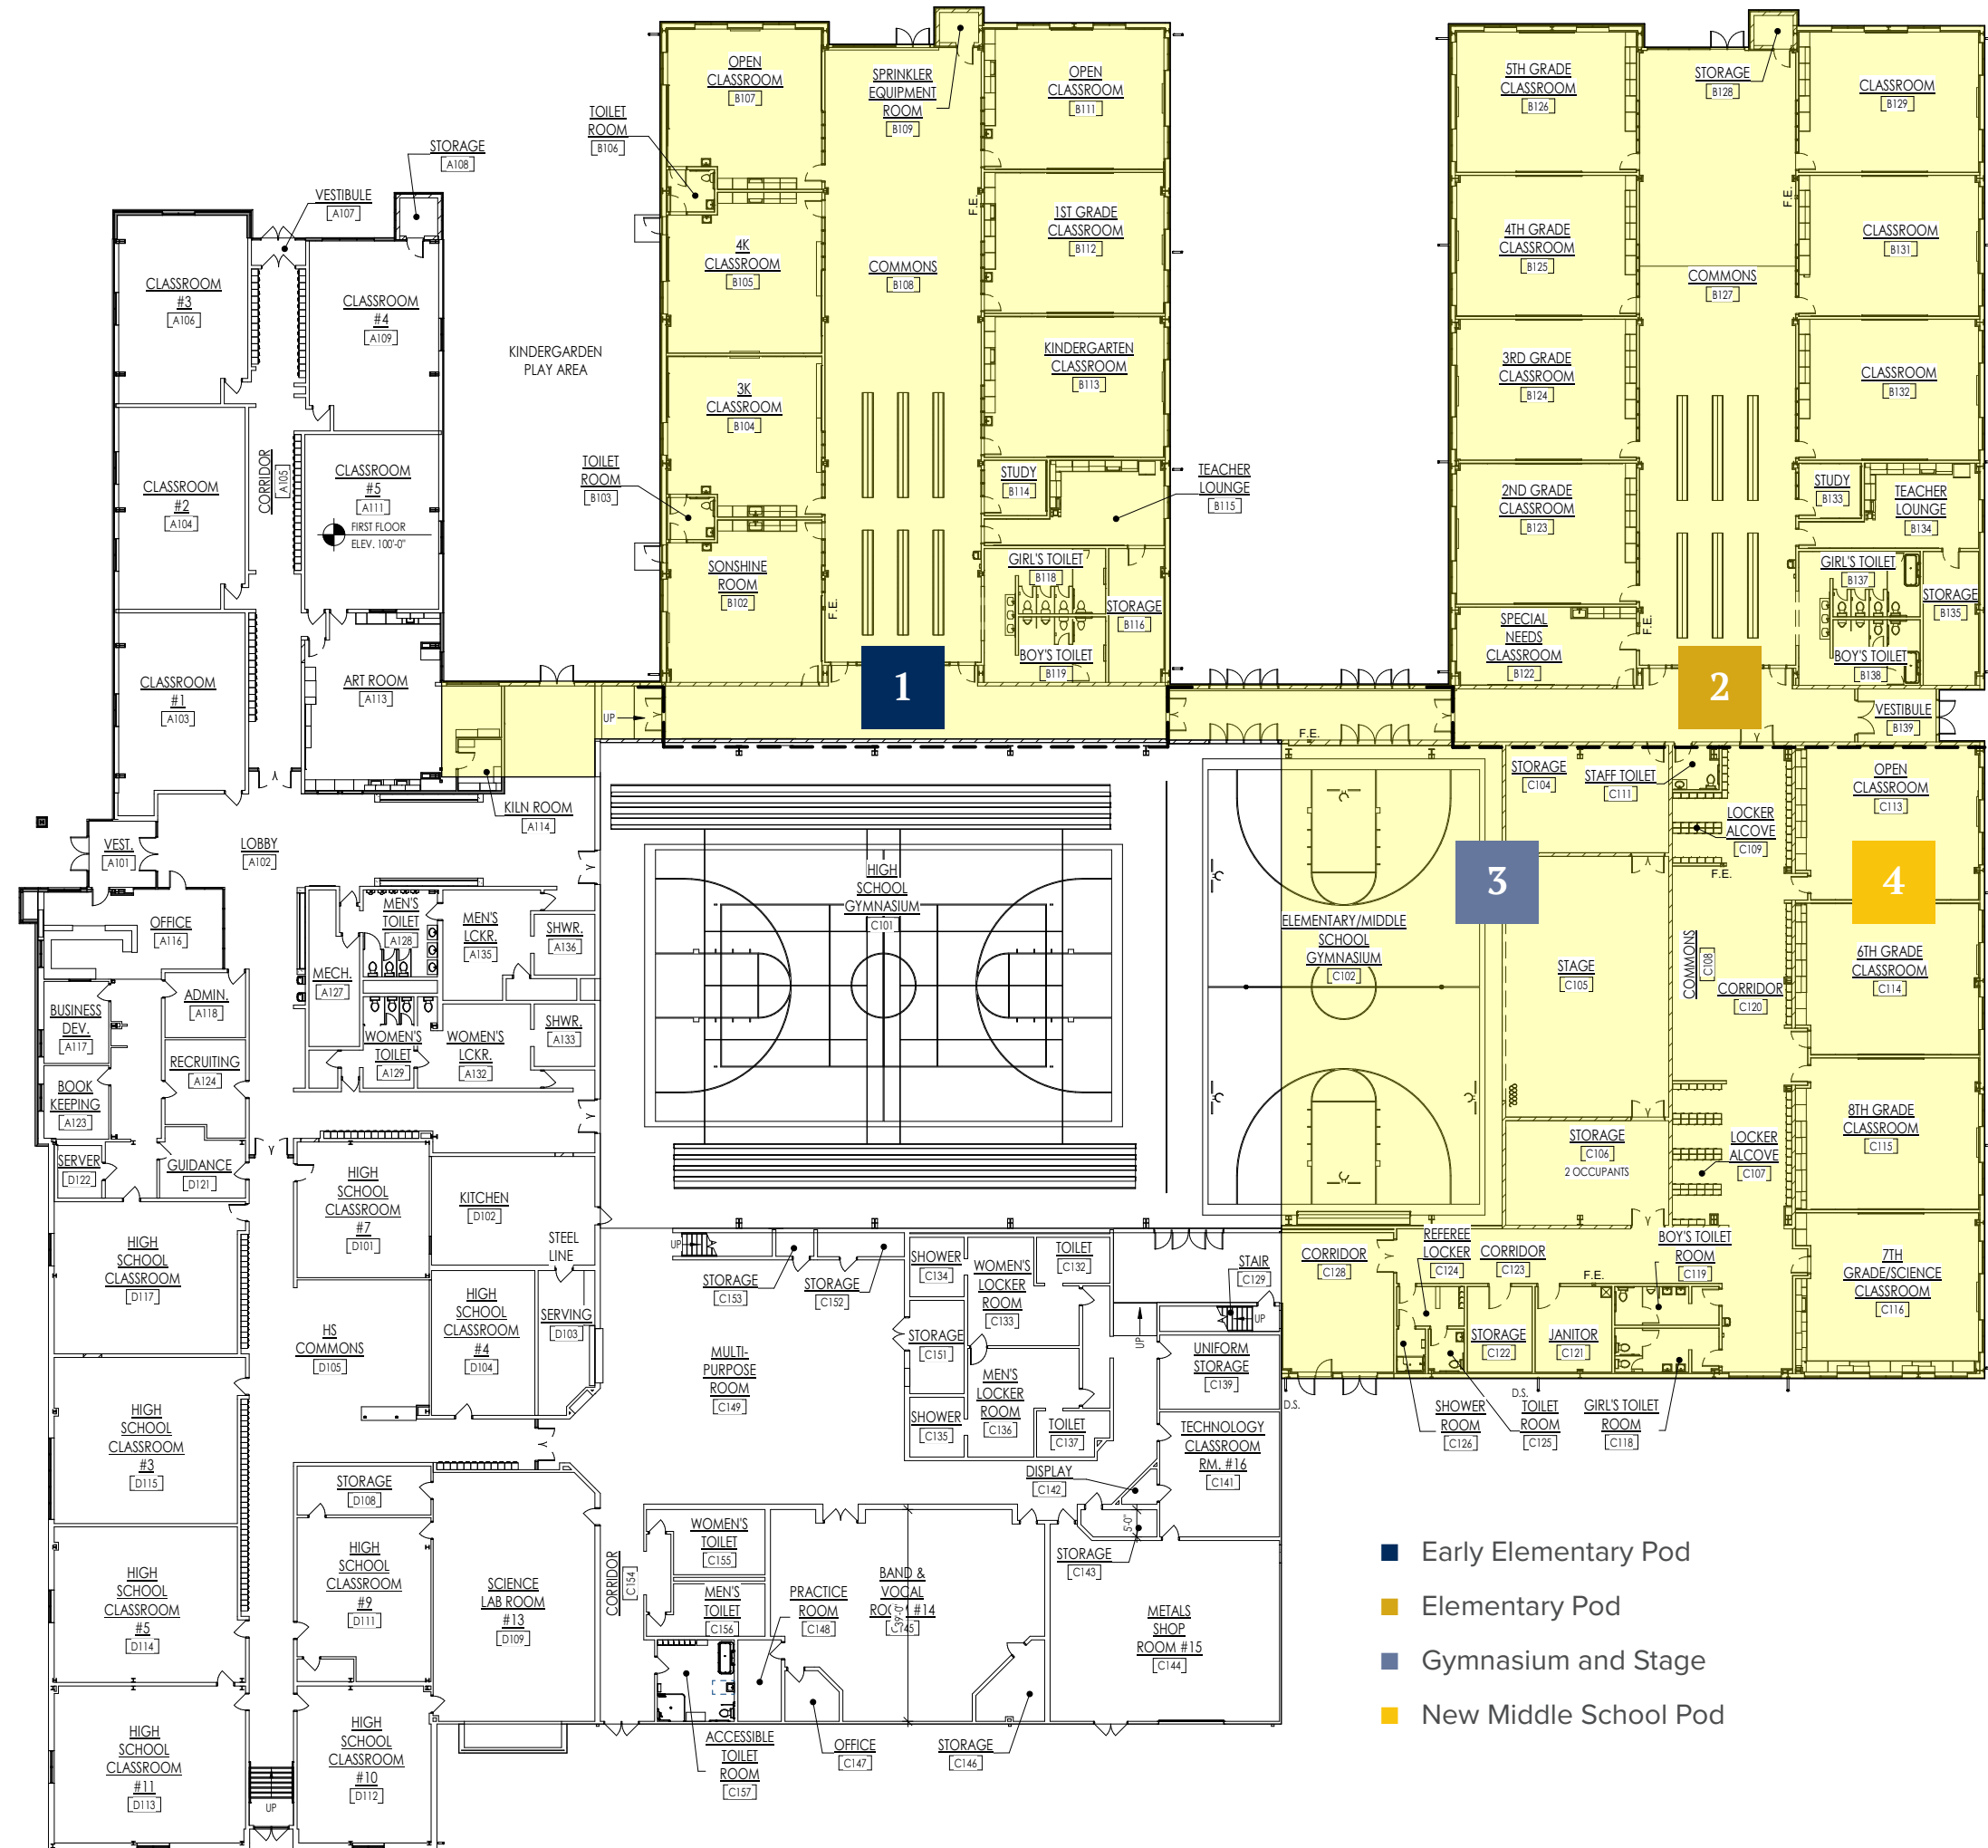 STORAGE
A108
VESTIBULE
A107
CLASSROOM
#3
A106
CLASSROOM
#4
A109
CLASSROOM
#2
A104
CORRIDOR
A105
CLASSROOM
#5
A111
FIRST FLOOR
ELEV. 100'-0"
CLASSROOM
#1
A103
ART ROOM
A113
KILN ROOM
A114
KINDERGARDEN
PLAY AREA
OPEN
CLASSROOM
B107
TOILET
ROOM
B106
4K
CLASSROOM
B105
3K
CLASSROOM
B104
TOILET
ROOM
B103
SONSHINE
ROOM
B102
SPRINKLER
EQUIPMENT
ROOM
B109
COMMONS
B108
F.E.
F.E.
OPEN
CLASSROOM
B111
1ST GRADE
CLASSROOM
B112
KINDERGARTEN
CLASSROOM
B113
STUDY
B114
TEACHER
LOUNGE
B115
GIRL'S TOILET
B118
STORAGE
B116
BOY'S TOILET
B119
1
UP
5TH GRADE
CLASSROOM
B126
4TH GRADE
CLASSROOM
B125
3RD GRADE
CLASSROOM
B124
2ND GRADE
CLASSROOM
B123
SPECIAL
NEEDS
CLASSROOM
B122
STORAGE
B128
F.E.
COMMONS
B127
F.E.
CLASSROOM
B129
CLASSROOM
B131
CLASSROOM
B132
STUDY
B133
TEACHER
LOUNGE
B134
GIRL'S TOILET
B137
STORAGE
B135
BOY'S TOILET
B138
2
VESTIBULE
B139
F.E.
VEST.
A101
LOBBY
A102
OFFICE
A116
MECH.
A127
MEN'S
TOILET
A128
MEN'S
LCKR.
A135
SHWR.
A136
WOMEN'S
TOILET
A129
WOMEN'S
LCKR.
A132
SHWR.
A133
ADMIN.
A118
BUSINESS
DEV.
A117
RECRUITING
A124
BOOK
KEEPING
A123
SERVER
D122
GUIDANCE
D121
HIGH
SCHOOL
GYMNASIUM
C101
ELEMENTARY/MIDDLE
SCHOOL
GYMNASIUM
C102
3
STORAGE
C104
STAFF TOILET
C111
LOCKER
ALCOVE
C109
F.E.
STAGE
C105
COMMONS
C108
CORRIDOR
C120
STORAGE
C106
2 OCCUPANTS
LOCKER
ALCOVE
C107
OPEN
CLASSROOM
C113
4
6TH GRADE
CLASSROOM
C114
8TH GRADE
CLASSROOM
C115
7TH
GRADE/SCIENCE
CLASSROOM
C116
CORRIDOR
C128
REFEREE
LOCKER
C124
CORRIDOR
C123
F.E.
BOY'S TOILET
ROOM
C119
STORAGE
C122
JANITOR
C121
D.S.
D.S.
SHOWER
ROOM
C126
TOILET
ROOM
C125
GIRL'S TOILET
ROOM
C118
HIGH
SCHOOL
CLASSROOM
#7
D101
KITCHEN
D102
STEEL
LINE
HIGH
SCHOOL
CLASSROOM
D117
HS
COMMONS
D105
HIGH
SCHOOL
CLASSROOM
#4
D104
SERVING
D103
HIGH
SCHOOL
CLASSROOM
#3
D115
STORAGE
D108
HIGH
SCHOOL
CLASSROOM
#5
D114
HIGH
SCHOOL
CLASSROOM
#9
D111
SCIENCE
LAB ROOM
#13
D109
HIGH
SCHOOL
CLASSROOM
#11
D113
UP
HIGH
SCHOOL
CLASSROOM
#10
D112
UP
STORAGE
C153
STORAGE
C152
MULTI-
PURPOSE
ROOM
C149
SHOWER
C134
WOMEN'S
LOCKER
ROOM
C133
TOILET
C132
STORAGE
C151
MEN'S
LOCKER
ROOM
C136
SHOWER
C135
TOILET
C137
STAIR
C129
UP
UP
UNIFORM
STORAGE
C139
TECHNOLOGY
CLASSROOM
RM. #16
C141
DISPLAY
C142
5'-0"
STORAGE
C143
CORRIDOR
C154
WOMEN'S
TOILET
C155
MEN'S
TOILET
C156
PRACTICE
ROOM
C148
BAND &
VOCAL
#14
METALS
SHOP
ROOM #15
C144
ACCESSIBLE
TOILET
ROOM
C157
OFFICE
C147
STORAGE
C146
Early Elementary Pod
Elementary Pod
Gymnasium and Stage
New Middle School Pod